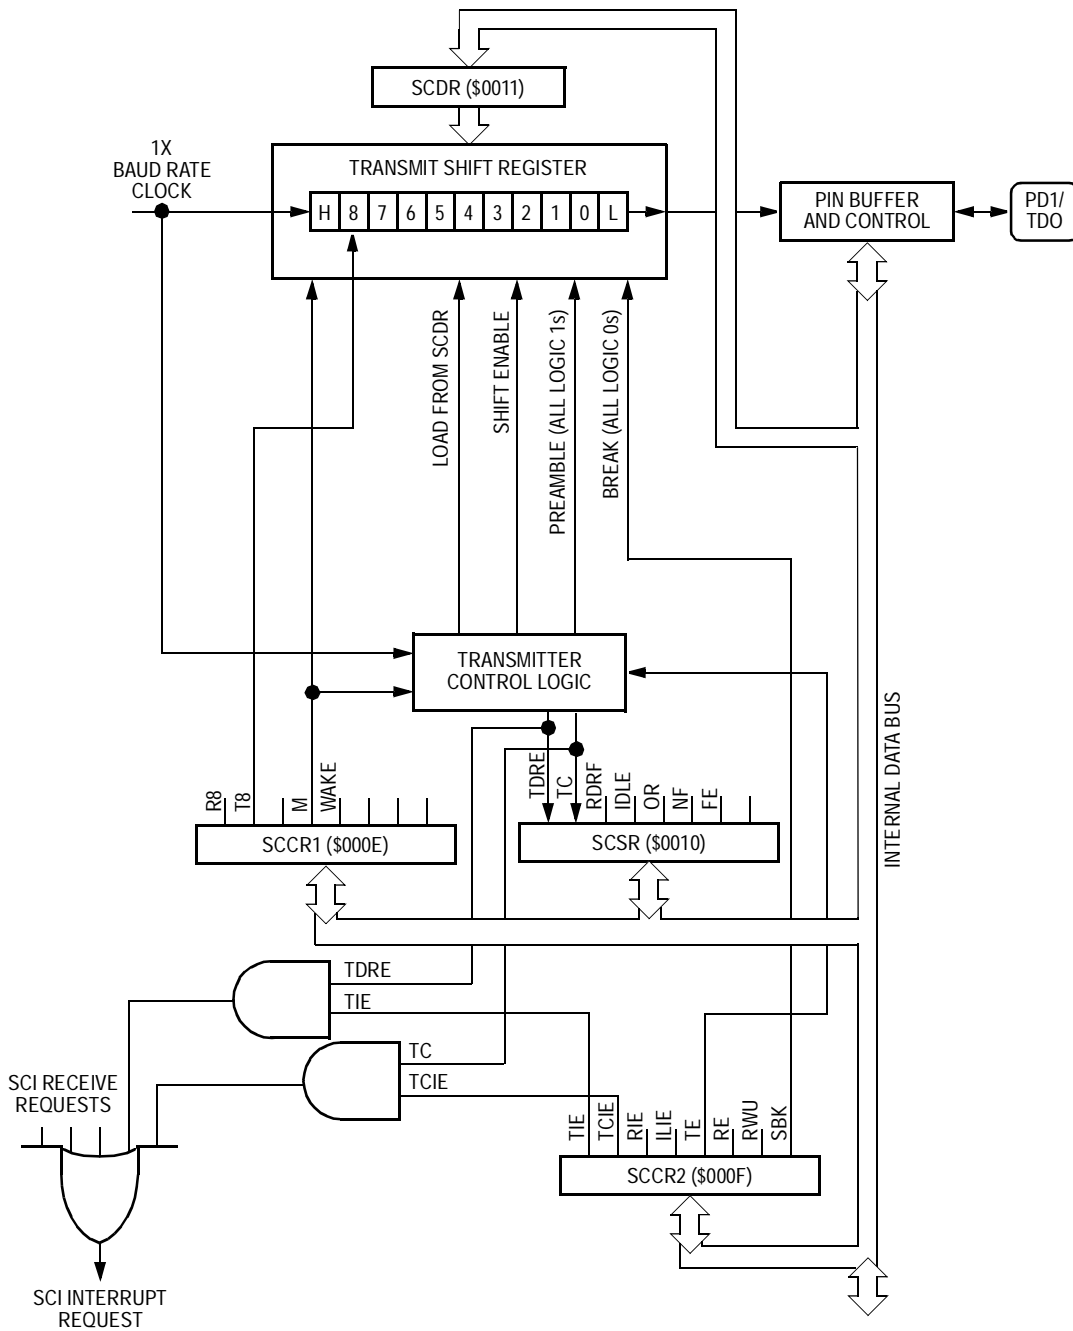 SCDR ($0011)
1X
BAUD RATE
CLOCK
TRANSMIT SHIFT REGISTER
H 8 7 6 5 4 3 2 1 0 L
PIN BUFFER
AND CONTROL
PD1/
TDO
LOAD FROM SCDR
SHIFT ENABLE
PREAMBLE (ALL LOGIC 1s)
BREAK (ALL LOGIC 0s)
TRANSMITTER
CONTROL LOGIC
INTERNAL DATA BUS
R8
T8
M
WAKE
SCCR1 ($000E)
TDRE
TC
RDRF
IDLE
OR
NF
FE
SCSR ($0010)
TDRE
TIE
TC
TCIE
SCI RECEIVE
REQUESTS
TIE
TCIE
RIE
ILIE
TE
RE
RWU
SBK
SCCR2 ($000F)
SCI INTERRUPT
REQUEST